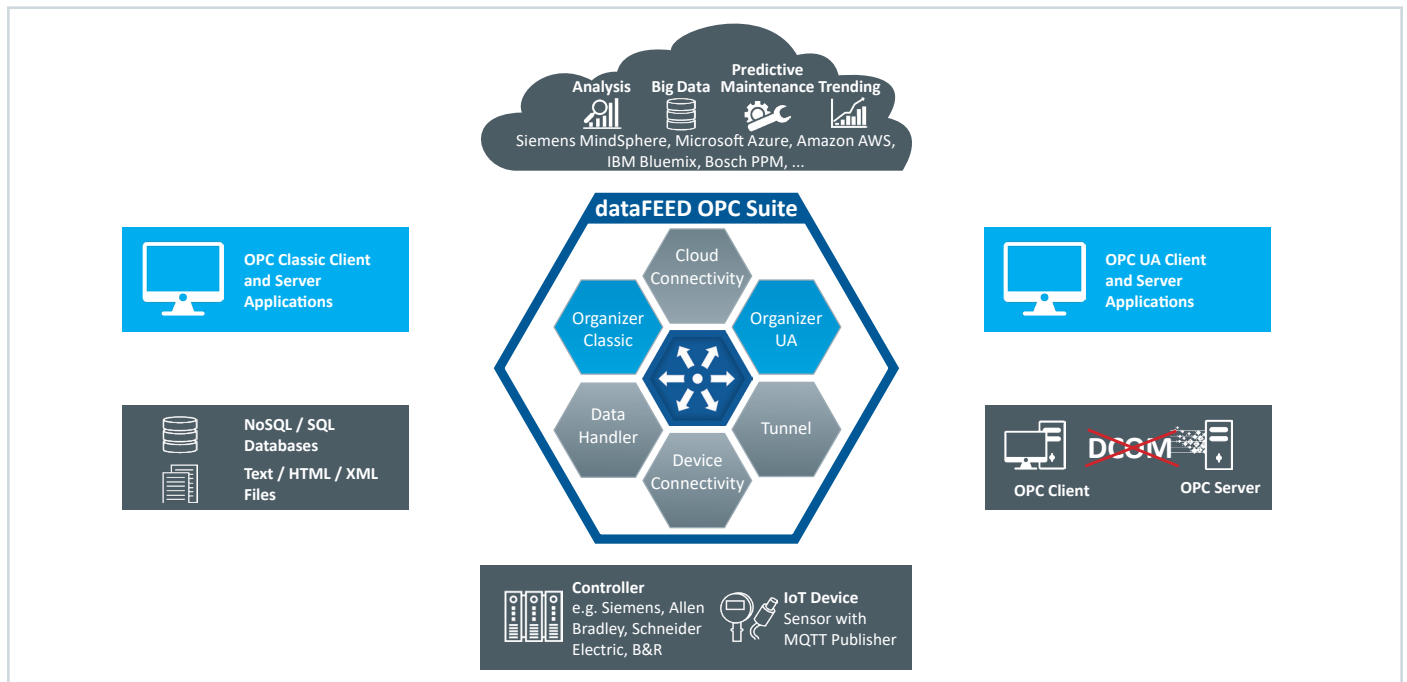 Analysis
Big Data
Predictive
Maintenance
Trending
Siemens MindSphere, Microsoft Azure, Amazon AWS,
IBM Bluemix, Bosch PPM, ...
dataFEED OPC Suite
OPC Classic Client
and Server
Applications
Cloud
Connectivity
Organizer
Classic
Organizer
UA
OPC UA Client
and Server
Applications
NoSQL / SQL
Databases
Text / HTML / XML
Files
Data
Handler
Tunnel
Device
Connectivity
DCOM
OPC Client
OPC Server
Controller
e.g. Siemens, Allen
Bradley, Schneider
Electric, B&R
IoT Device
Sensor with
MQTT Publisher